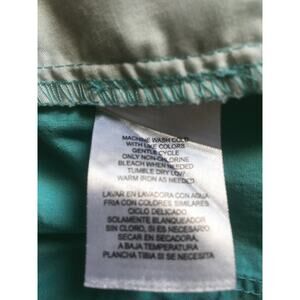 MACHINE WASH COLD
WITH LIKE COLORS
GENTLE CYCLE
ONLY NON-CHLORINE
BLEACH WHEN NEEDED
TUMBLE DRY LOW
WARM IRON AS NEEDED
LAVAR EN LAVADORA CON AGUA
FRIA CON COLORES SIMILARES
CICLO DELICADO
SOLAMENTE BLANQUEADOR
SIN CLORO, SI ES NECESARIO
SECAR EN SECADORA,
A BAJA TEMPERATURA
PLANCHA TIBIA SI SE NECESITA